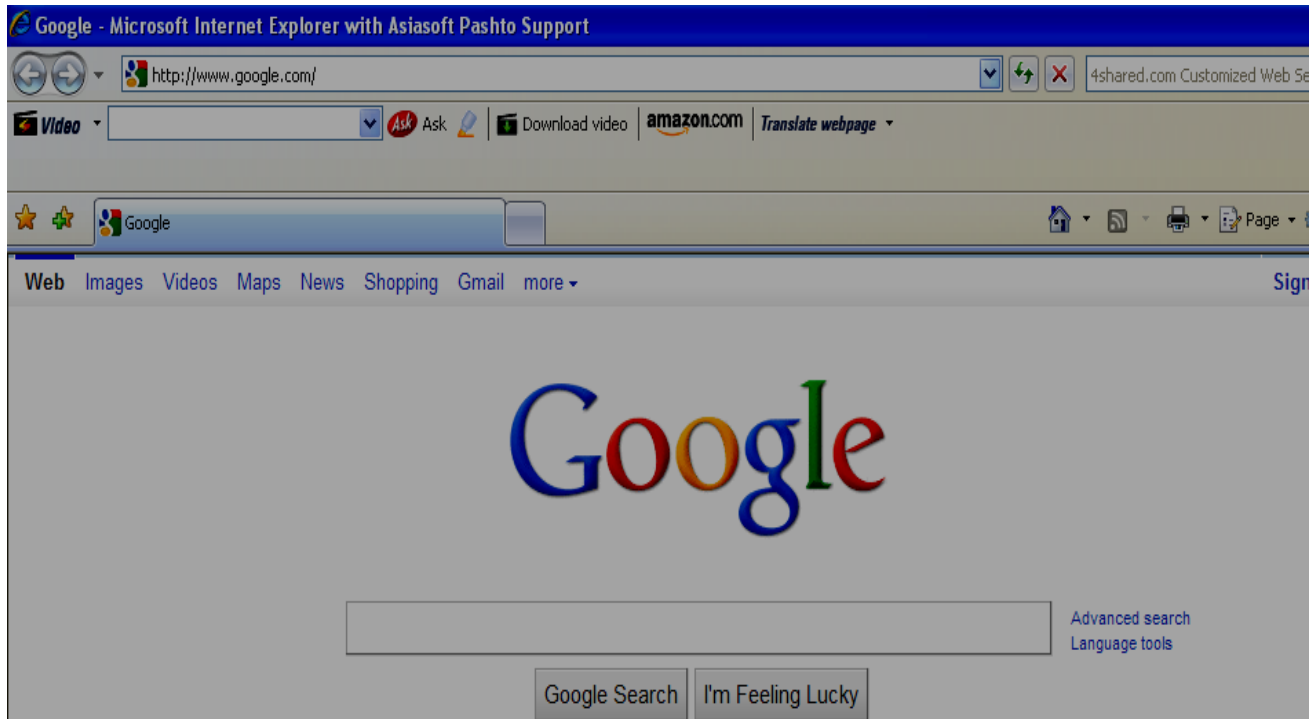 Google - Microsoft Internet Explorer with Asiasoft Pashto Support
http://www.google.com/ 4shared.com Customized Web Se
Video Ask Ask Download video amazon.com Translate webpage
Google Page
Web Images Videos Maps News Shopping Gmail more Sign
Google
Advanced search
Language tools
Google Search I'm Feeling Lucky